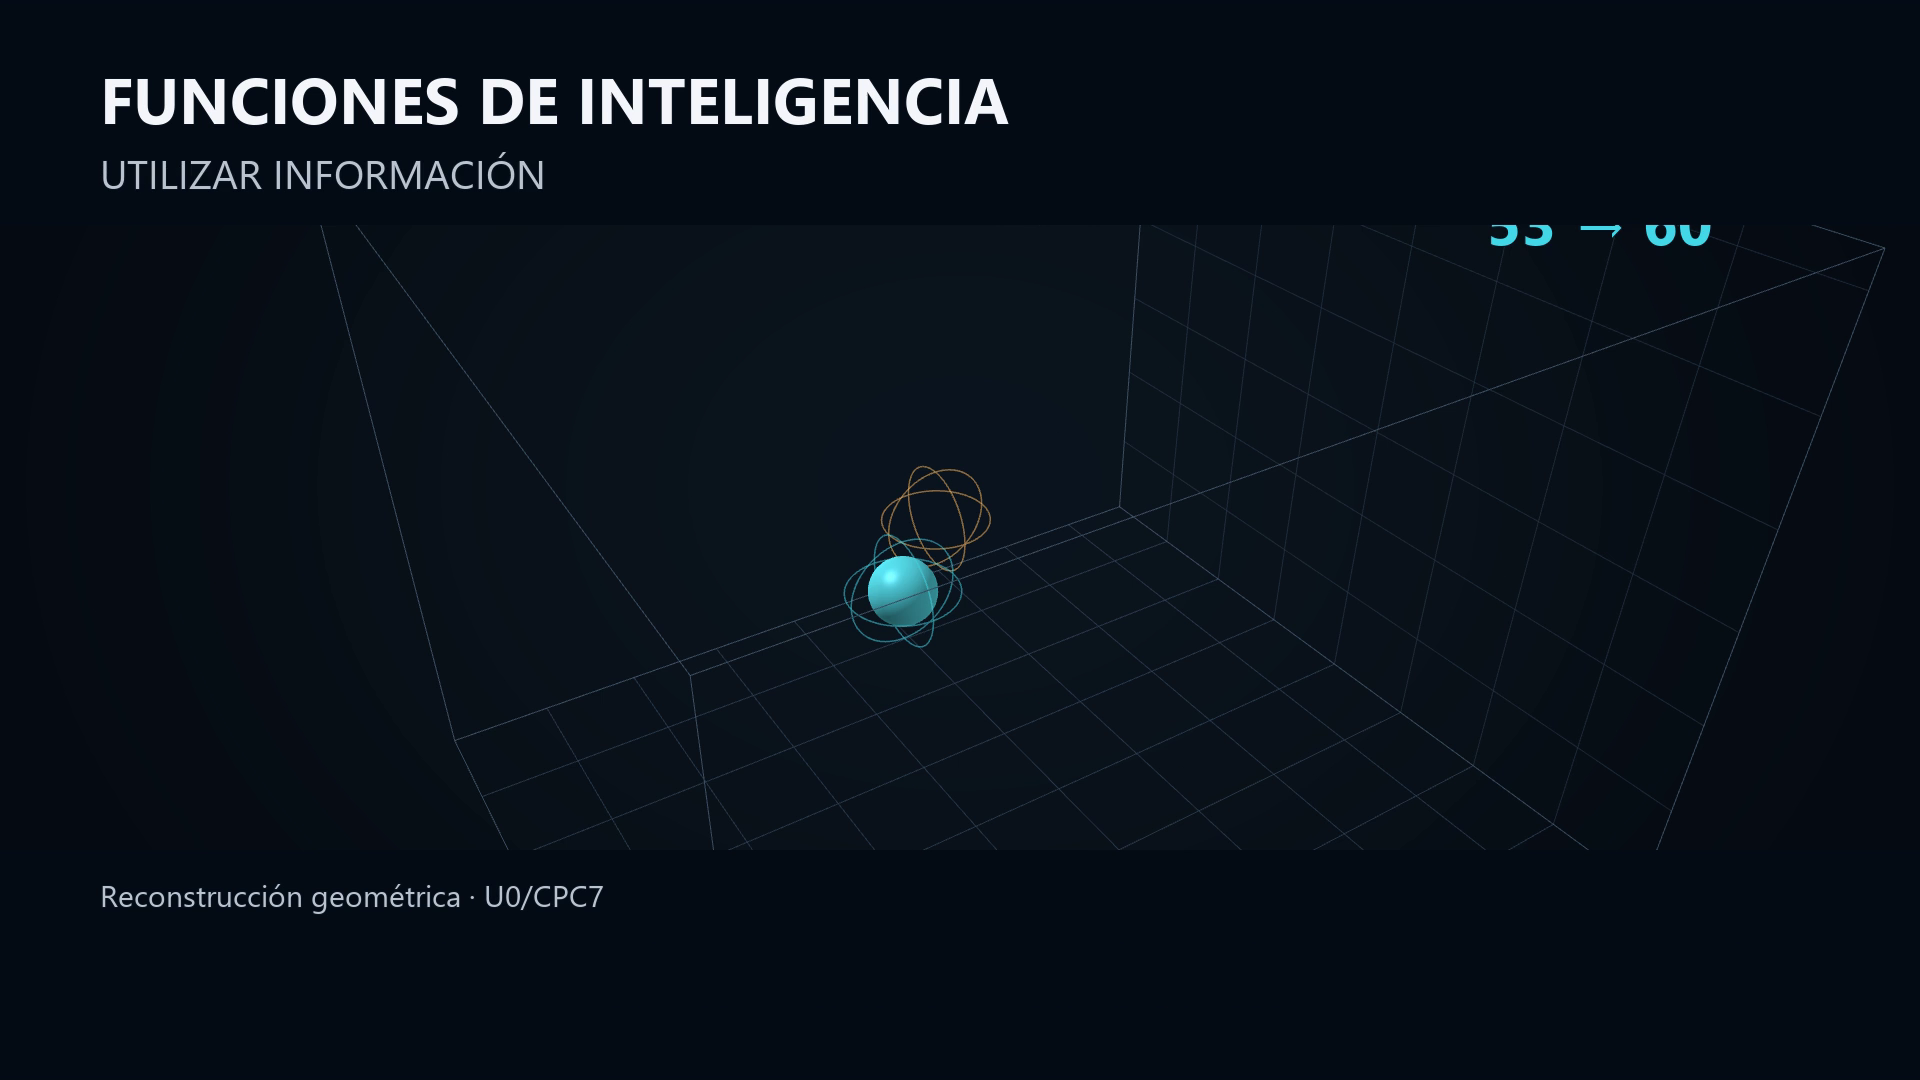 FUNCIONES DE INTELIGENCIA
UTILIZAR INFORMACIÓN
Reconstrucción geométrica · U0/CPC7